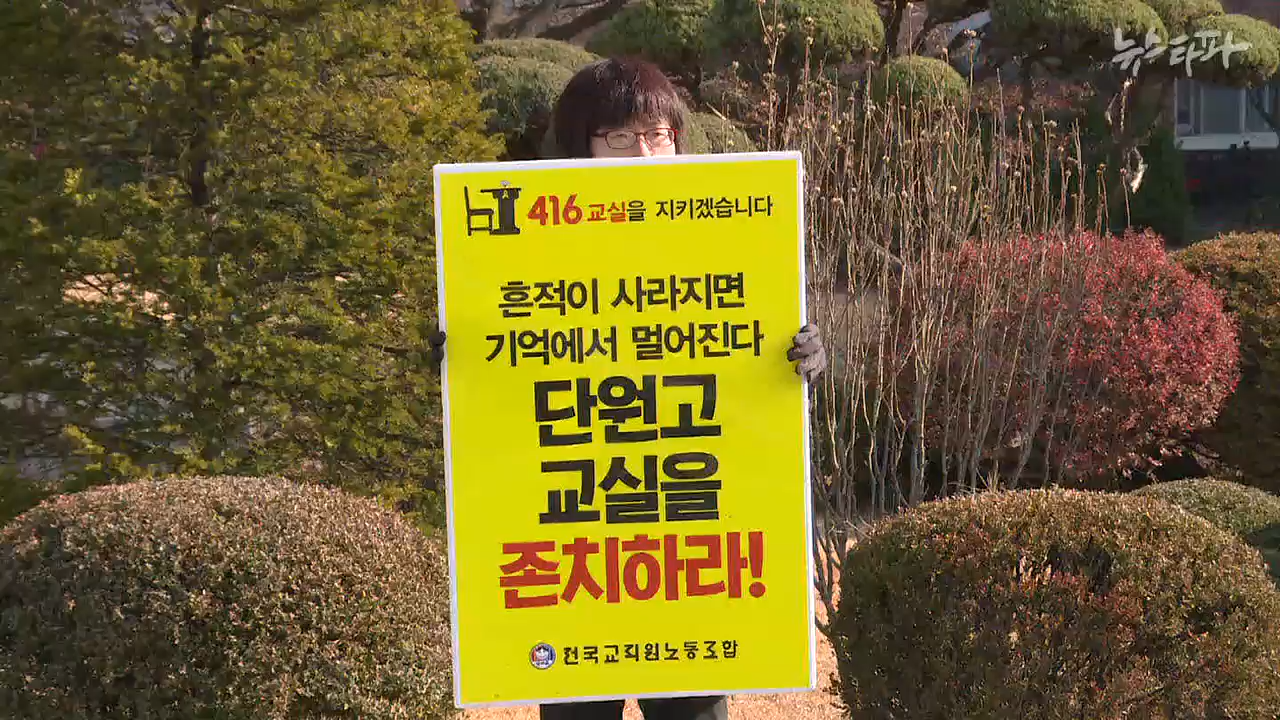 뉴스타파
416 교실을 지키겠습니다
흔적이 사라지면
기억에서 멀어진다
단원고
교실을
존치하라!
전국교직원노동조합